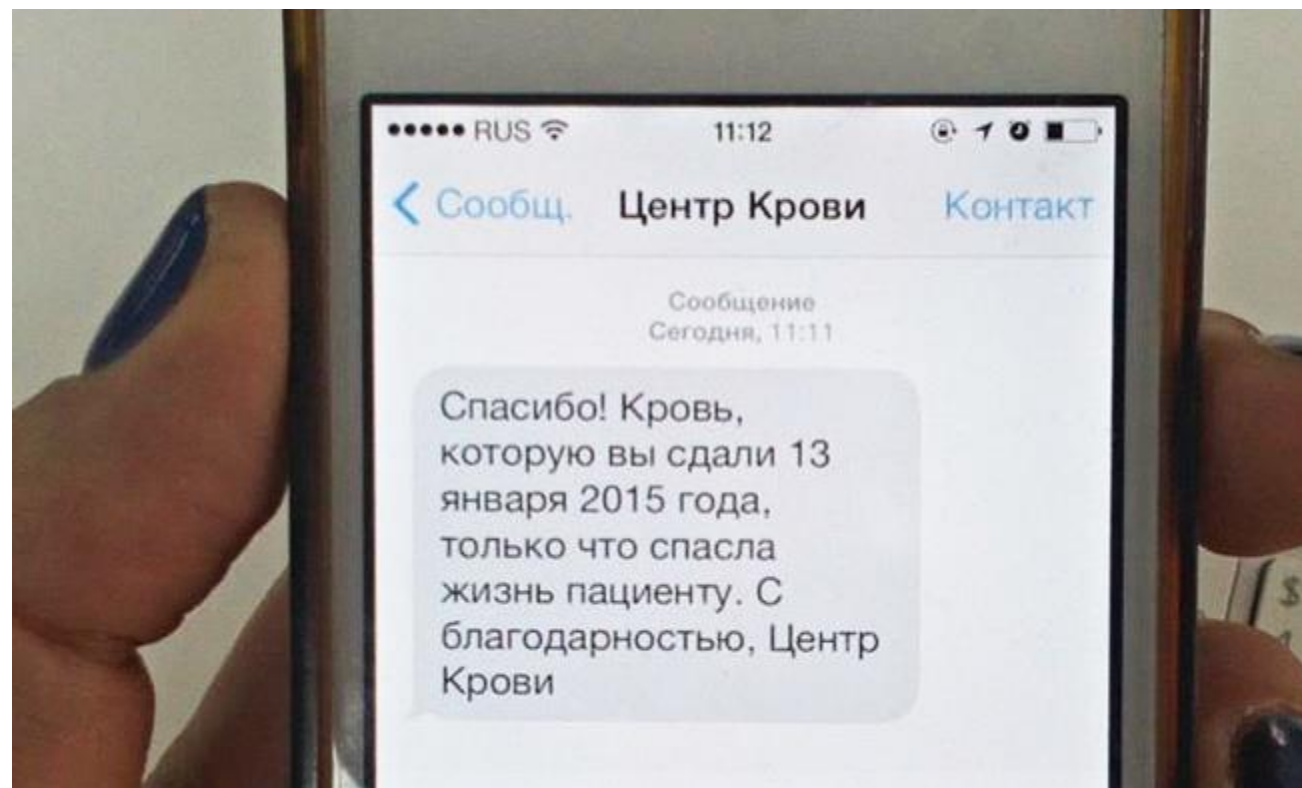 ●●●●● RUS 11:12
Сообщ. Центр Крови Контакт
Сообщение
Сегодня, 11:11
Спасибо! Кровь,
которую вы сдали 13
января 2015 года,
только что спасла
жизнь пациенту. С
благодарностью, Центр
Крови
$